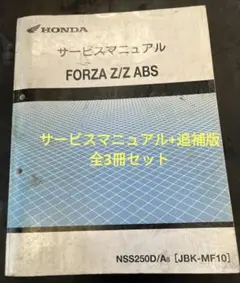 HONDA
サービスマニュアル
FORZA Z/Z ABS
サービスマニュアル+追補版
全3冊セット
NSS250D/A8 [JBK-MF10]